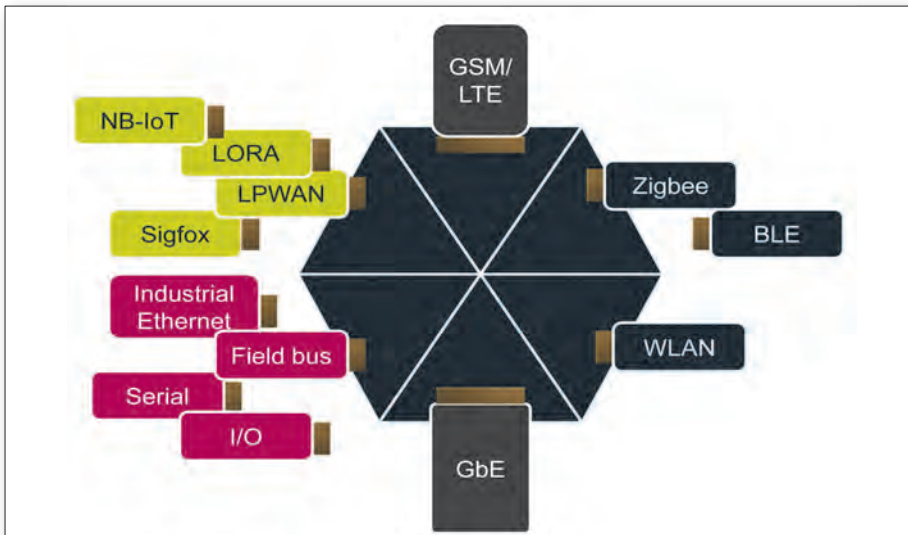 GSM/
LTE
NB-IoT
LORA
LPWAN
Sigfox
Zigbee
BLE
Industrial
Ethernet
Field bus
Serial
I/O
WLAN
GbE